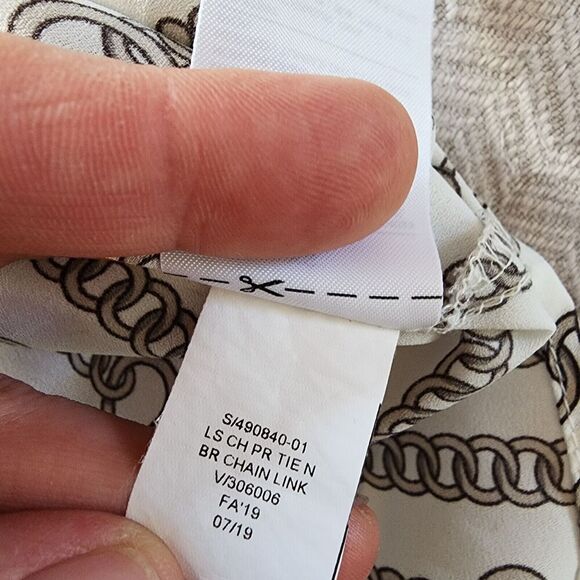 S/490840-01
LS CH PR TIE N
BR CHAIN LINK
V/306006
FA'19
07/19